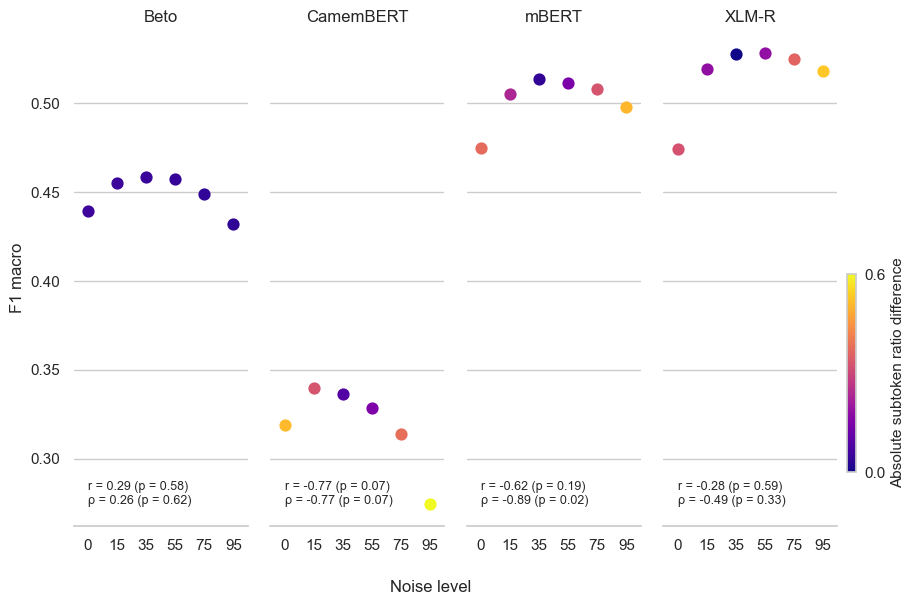 Beto CamemBERT mBERT XLM-R
0.50
0.45
0.40
0.35
0.30
F1 macro
r = 0.29 (p = 0.58)
ρ = 0.26 (p = 0.62)
r = -0.77 (p = 0.07)
ρ = -0.77 (p = 0.07)
r = -0.62 (p = 0.19)
ρ = -0.89 (p = 0.02)
r = -0.28 (p = 0.59)
ρ = -0.49 (p = 0.33)
0 15 35 55 75 95 0 15 35 55 75 95 0 15 35 55 75 95 0 15 35 55 75 95
Noise level
0.6
0.0
Absolute subtoken ratio difference